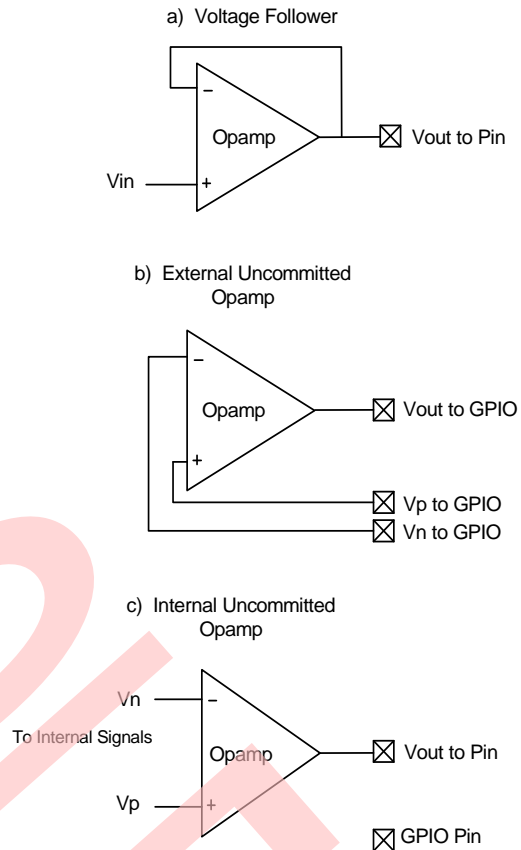 a) Voltage Follower
−
Opamp
Vout to Pin
Vin
+
b) External Uncommitted
Opamp
−
Opamp
Vout to GPIO
+
Vp to GPIO
Vn to GPIO
c) Internal Uncommitted
Opamp
Vn
−
To Internal Signals
Opamp
Vout to Pin
Vp
+
GPIO Pin